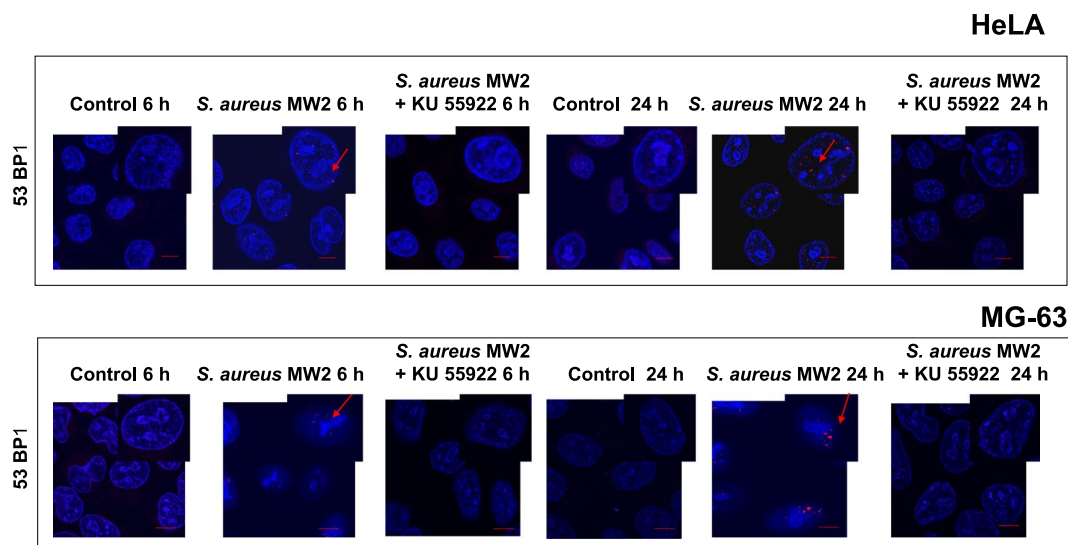 HeLA
Control 6 h
S. aureus MW2 6 h
S. aureus MW2
+ KU 55922 6 h
Control 24 h
S. aureus MW2 24 h
S. aureus MW2
+ KU 55922 24 h
53 BP1
MG-63
Control 6 h
S. aureus MW2 6 h
S. aureus MW2
+ KU 55922 6 h
Control 24 h
S. aureus MW2 24 h
S. aureus MW2
+ KU 55922 24 h
53 BP1